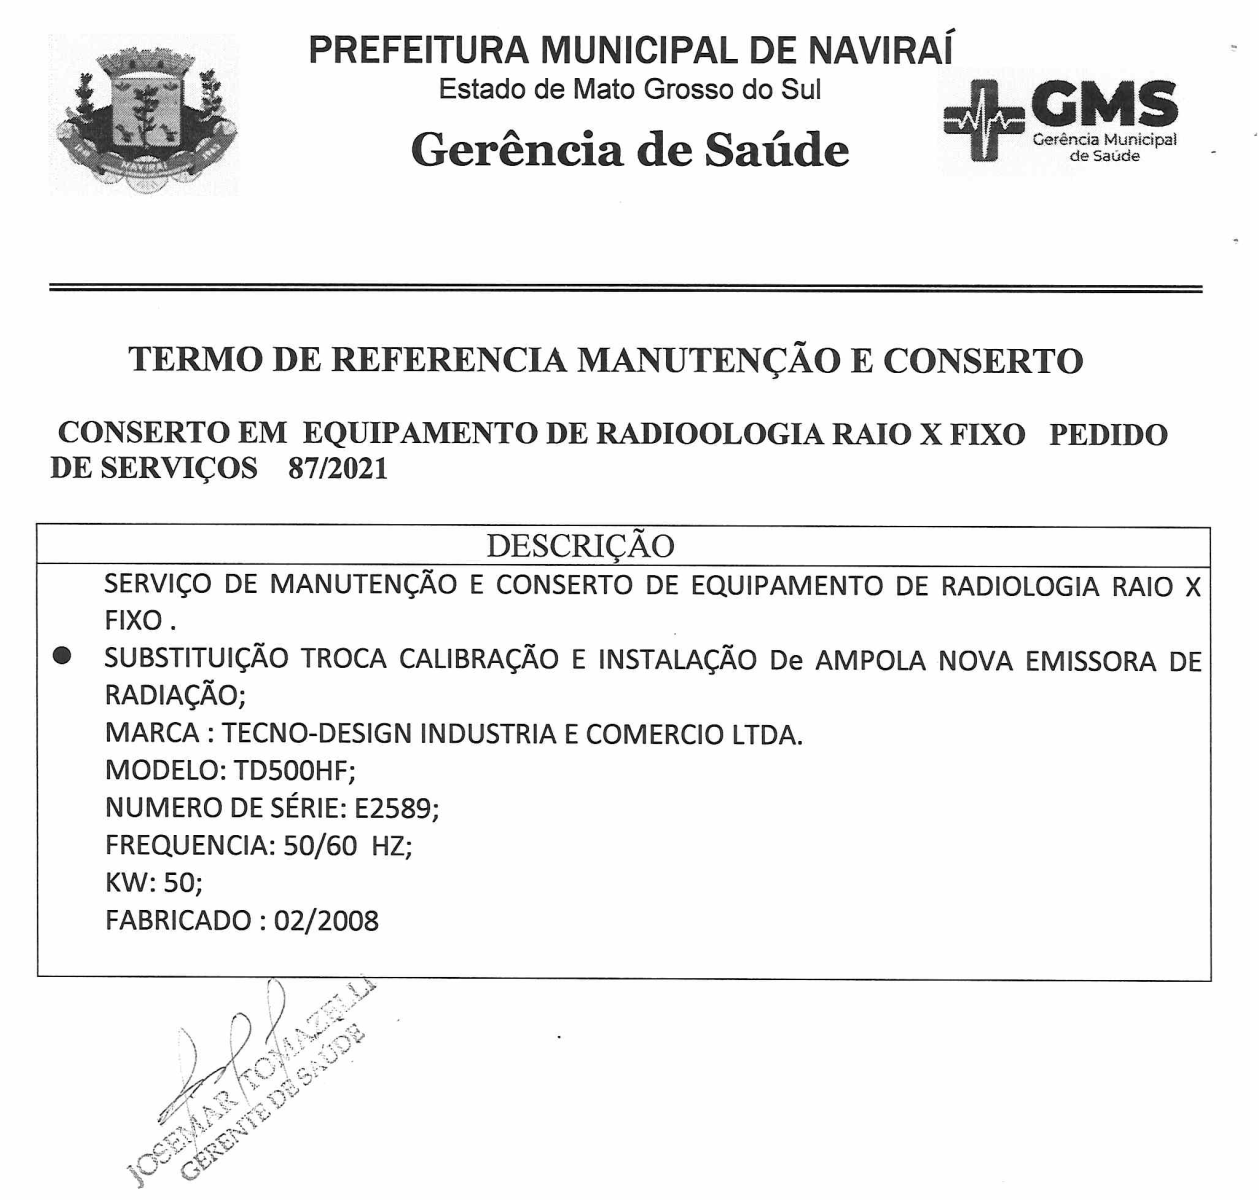 PREFEITURA MUNICIPAL DE NAVIRAÍ
Estado de Mato Grosso do Sul
Gerência de Saúde
GMS
Gerência Municipal
de Saúde
NAVIRAÍ
TERMO DE REFERENCIA MANUTENÇÃO E CONSERTO
CONSERTO EM EQUIPAMENTO DE RADIOOLOGIA RAIO X FIXO PEDIDO
DE SERVIÇOS 87/2021
DESCRIÇÃO
SERVIÇO DE MANUTENÇÃO E CONSERTO DE EQUIPAMENTO DE RADIOLOGIA RAIO X
FIXO .
● SUBSTITUIÇÃO TROCA CALIBRAÇÃO E INSTALAÇÃO De AMPOLA NOVA EMISSORA DE
RADIAÇÃO;
MARCA : TECNO-DESIGN INDUSTRIA E COMERCIO LTDA.
MODELO: TD500HF;
NUMERO DE SÉRIE: E2589;
FREQUENCIA: 50/60 HZ;
KW: 50;
FABRICADO : 02/2008
JOSEMAR TOMAZELLI
GERENTE DE SAÚDE